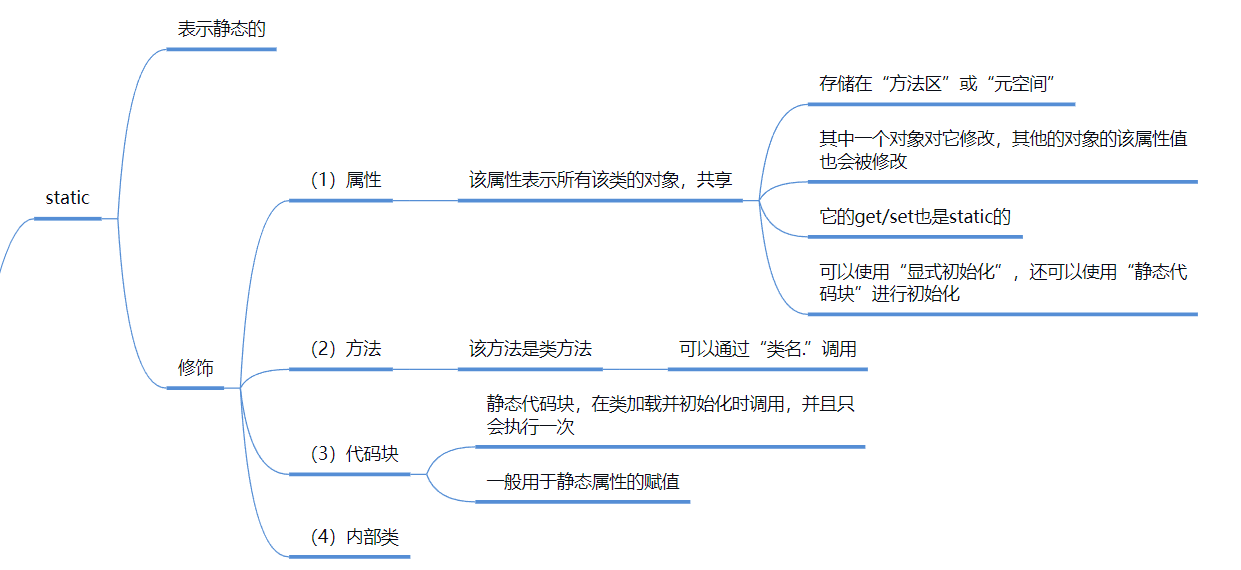 static
表示静态的
修饰
（1）属性
该属性表示所有该类的对象，共享
存储在“方法区”或“元空间”
其中一个对象对它修改，其他的对象的该属性值
也会被修改
它的get/set也是static的
可以使用“显式初始化”，还可以使用“静态代
码块”进行初始化
（2）方法
该方法是类方法
可以通过“类名.”调用
（3）代码块
静态代码块，在类加载并初始化时调用，并且只
会执行一次
一般用于静态属性的赋值
（4）内部类